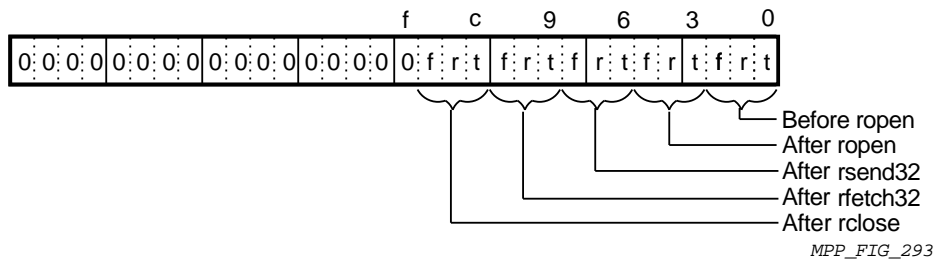 f c 9 6 3 0
0 0 0 0 0 0 0 0 0 0 0 0 0 0 0 0 0 f r t f r t f r t f r t f r t
Before ropen
After ropen
After rsend32
After rfetch32
After rclose
MPP_FIG_293